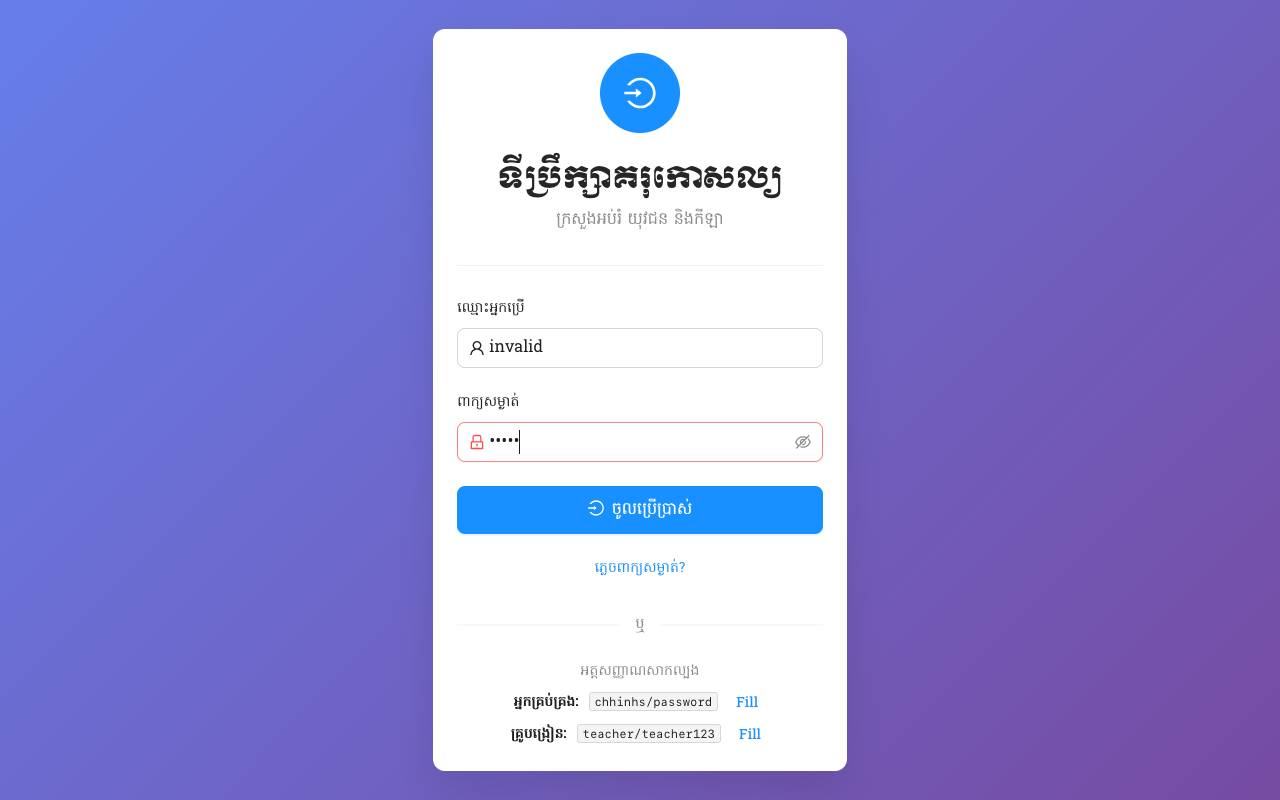 ទីប្រឹក្សាគរុកោសល្យ
ក្រសួងអប់រំ យុវជន និងកីឡា
ឈ្មោះអ្នកប្រើ
invalid
ពាក្យសម្ងាត់
•••••
ចូលប្រើប្រាស់
ភ្លេចពាក្យសម្ងាត់?
ឬ
អត្តសញ្ញាណសាកល្បង
អ្នកគ្រប់គ្រង: chhinhs/password Fill
គ្រូបង្រៀន: teacher/teacher123 Fill